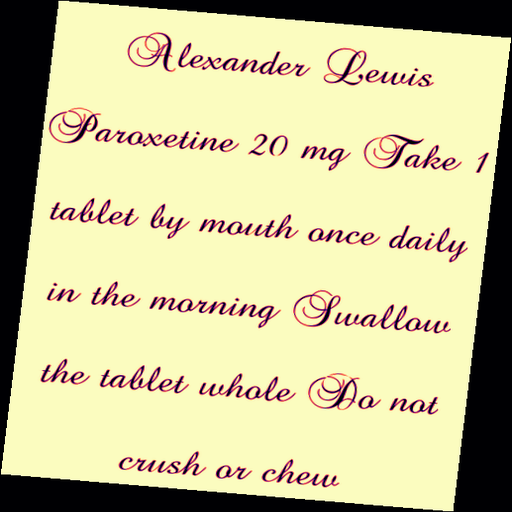 Alexander Lewis
Paroxetine 20 mg Take 1
tablet by mouth once daily
in the morning Swallow
the tablet whole Do not
crush or chew